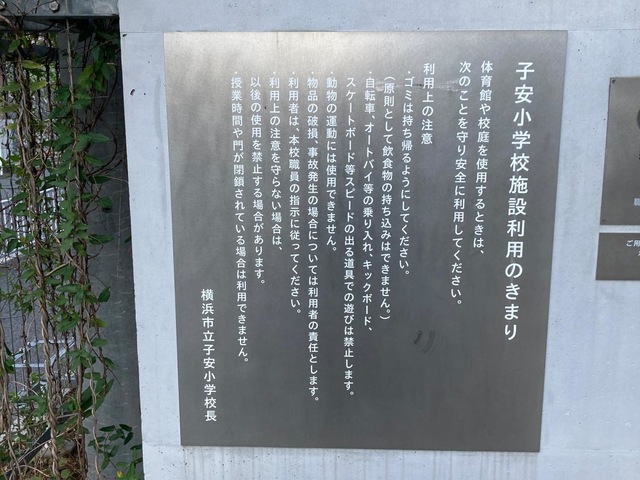 子安小学校施設利用のきまり
体育館や校庭を使用するときは、
次のことを守り安全に利用してください。
利用上の注意
・ゴミは持ち帰るようにしてください。
(原則として飲食物の持ち込みはできません。)
・自転車、オートバイ等の乗り入れ、キックボード、
スケートボード等スピードの出る道具での遊びは禁止します。
・動物の運動には使用できません。
・物品の破損、事故発生の場合については利用者の責任とします。
・利用者は、本校職員の指示に従ってください。
・利用上の注意を守らない場合は、
以後の使用を禁止する場合があります。
・授業時間や門が閉鎖されている場合は利用できません。
横浜市立子安小学校長